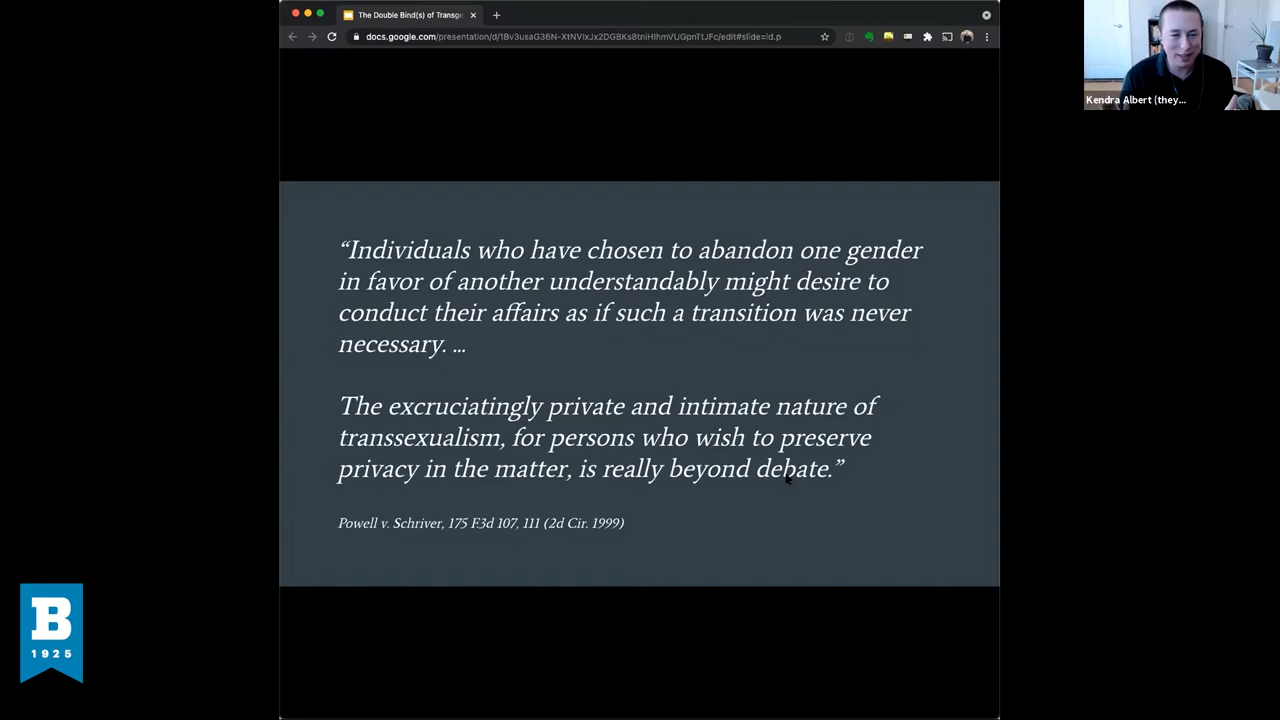 The Double Bind(s) of Transge
docs.google.com/presentation/d/1Bv3usaG36N-XtNVIxJx2DGBKs8tniHIhmVUGpnTtJFc/edit#slide=id.p
Kendra Albert (they...
“Individuals who have chosen to abandon one gender
in favor of another understandably might desire to
conduct their affairs as if such a transition was never
necessary. ...
The excruciatingly private and intimate nature of
transsexualism, for persons who wish to preserve
privacy in the matter, is really beyond debate.”
Powell v. Schriver, 175 F.3d 107, 111 (2d Cir. 1999)
B
1925